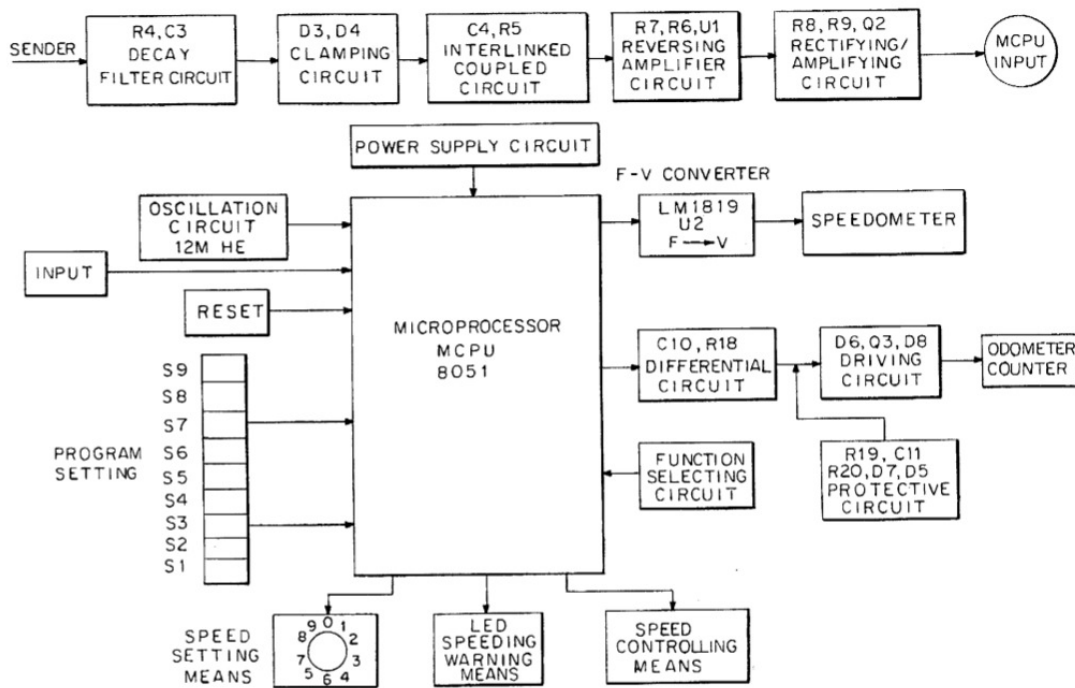 SENDER
R4, C3
DECAY
FILTER CIRCUIT
D3, D4
CLAMPING
CIRCUIT
C4, R5
INTERLINKED
COUPLED
CIRCUIT
R7, R6, U1
REVERSING
AMPLIFIER
CIRCUIT
R8, R9, Q2
RECTIFYING/
AMPLIFYING
CIRCUIT
MCPU
INPUT
POWER SUPPLY CIRCUIT
OSCILLATION
CIRCUIT
12M HE
INPUT
RESET
MICROPROCESSOR
MCPU
8051
F-V CONVERTER
LM1819
U2
F → V
SPEEDOMETER
C10, R18
DIFFERENTIAL
CIRCUIT
D6, Q3, D8
DRIVING
CIRCUIT
ODOMETER
COUNTER
R19, C11
R20, D7, D5
PROTECTIVE
CIRCUIT
FUNCTION
SELECTING
CIRCUIT
PROGRAM
SETTING
S9
S8
S7
S6
S5
S4
S3
S2
S1
SPEED
SETTING
MEANS
0
1
2
3
4
6
5
7
8
9
LED
SPEEDING
WARNING
MEANS
SPEED
CONTROLLING
MEANS